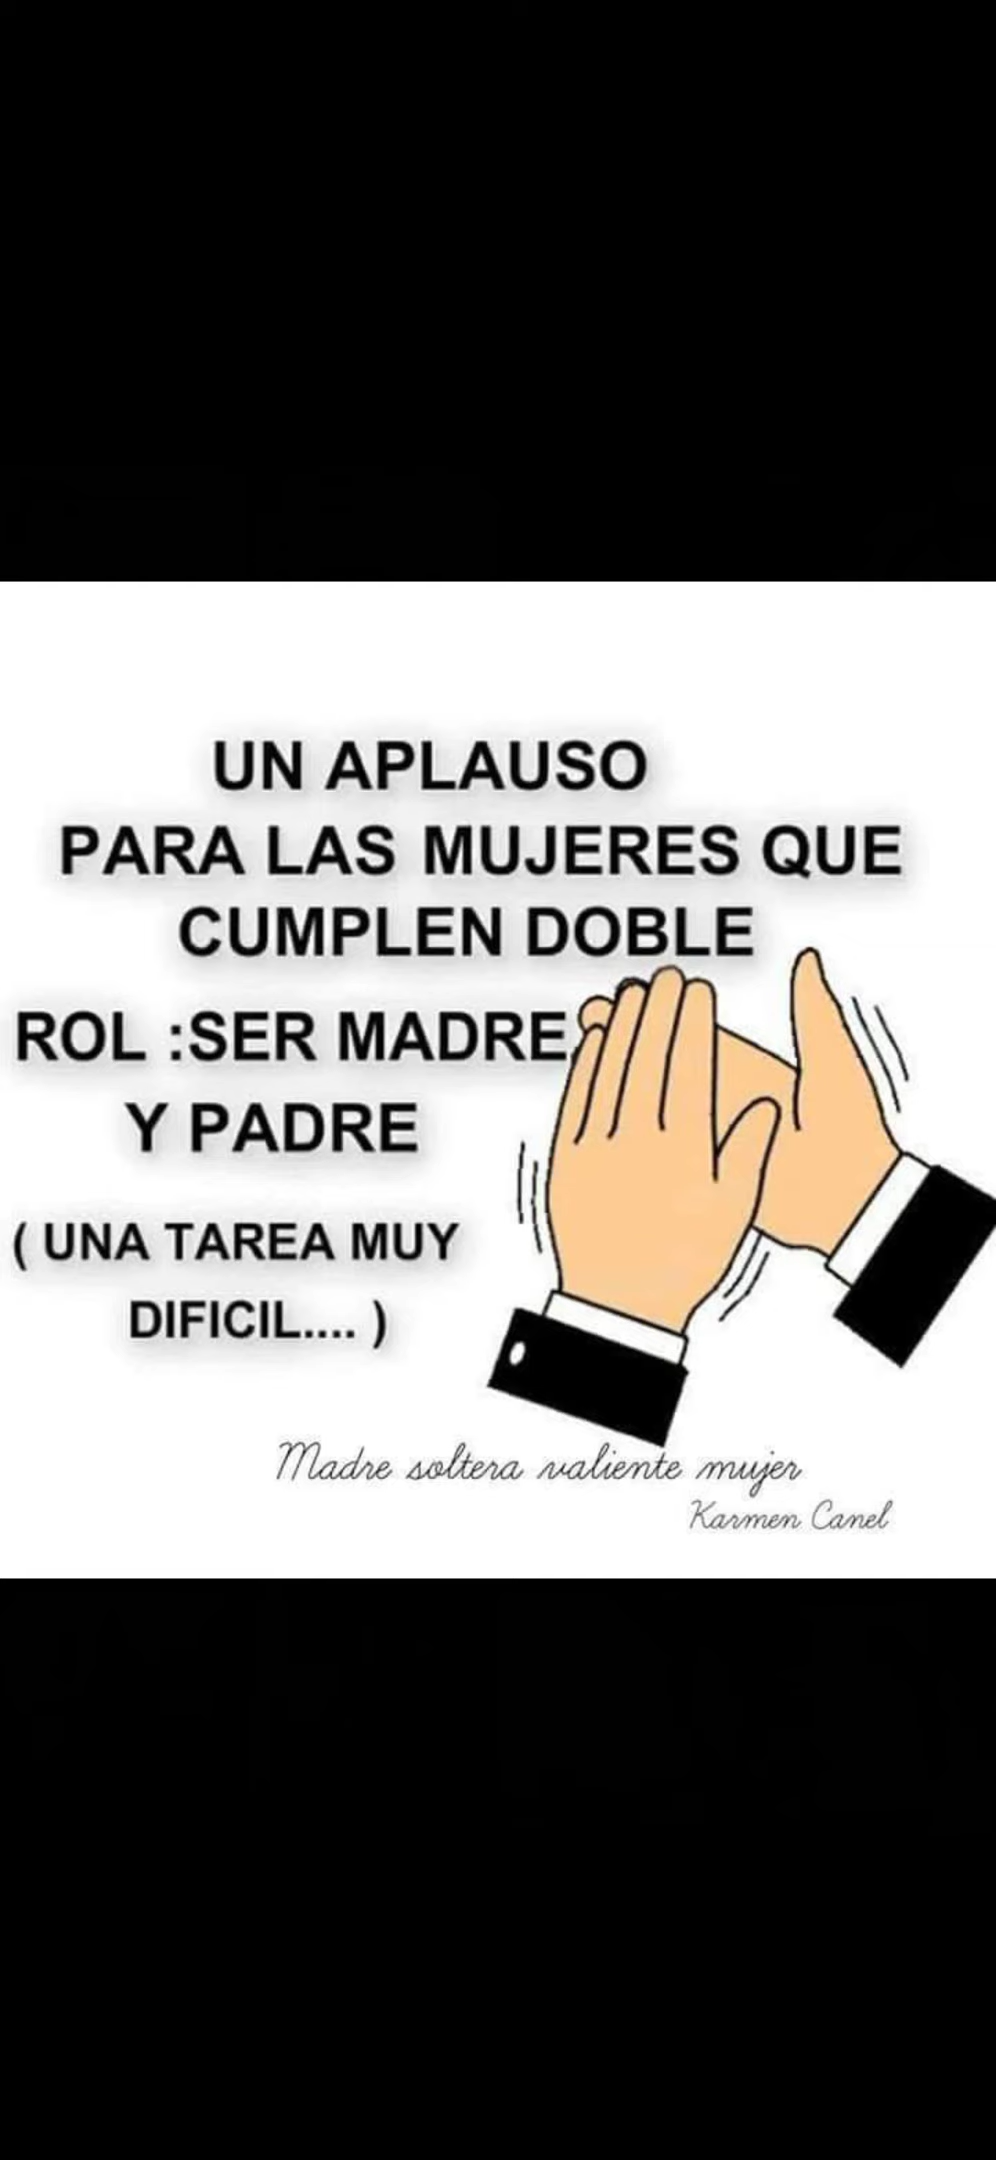 UN APLAUSO
PARA LAS MUJERES QUE
CUMPLEN DOBLE
ROL :SER MADRE
Y PADRE
( UNA TAREA MUY
DIFICIL.... )
Madre soltera valiente mujer
Karmen Canel